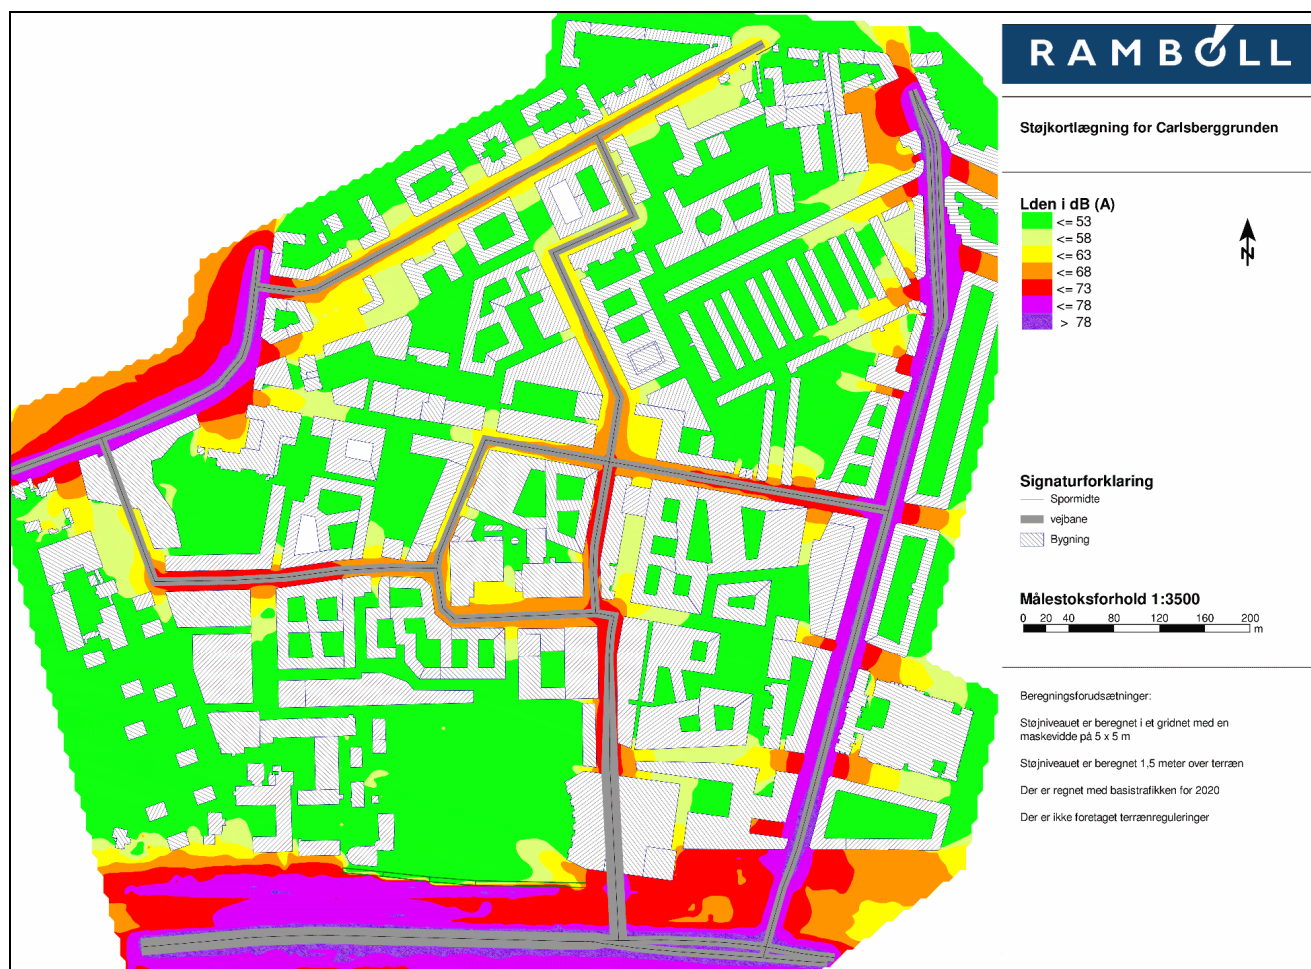 RAMBØLL
Støjkortlægning for Carlsberggrunden
Lden i dB (A)
<= 53
<= 58
<= 63
<= 68
<= 73
<= 78
> 78
N
Signaturforklaring
Spormidte
vejbane
Bygning
Målestoksforhold 1:3500
0 20 40 80 120 160 200
m
Beregningsforudsætninger:
Støjniveauet er beregnet i et gridnet med en
maskevidde på 5 x 5 m
Støjniveauet er beregnet 1,5 meter over terræn
Der er regnet med basistrafikken for 2020
Der er ikke foretaget terrænreguleringer